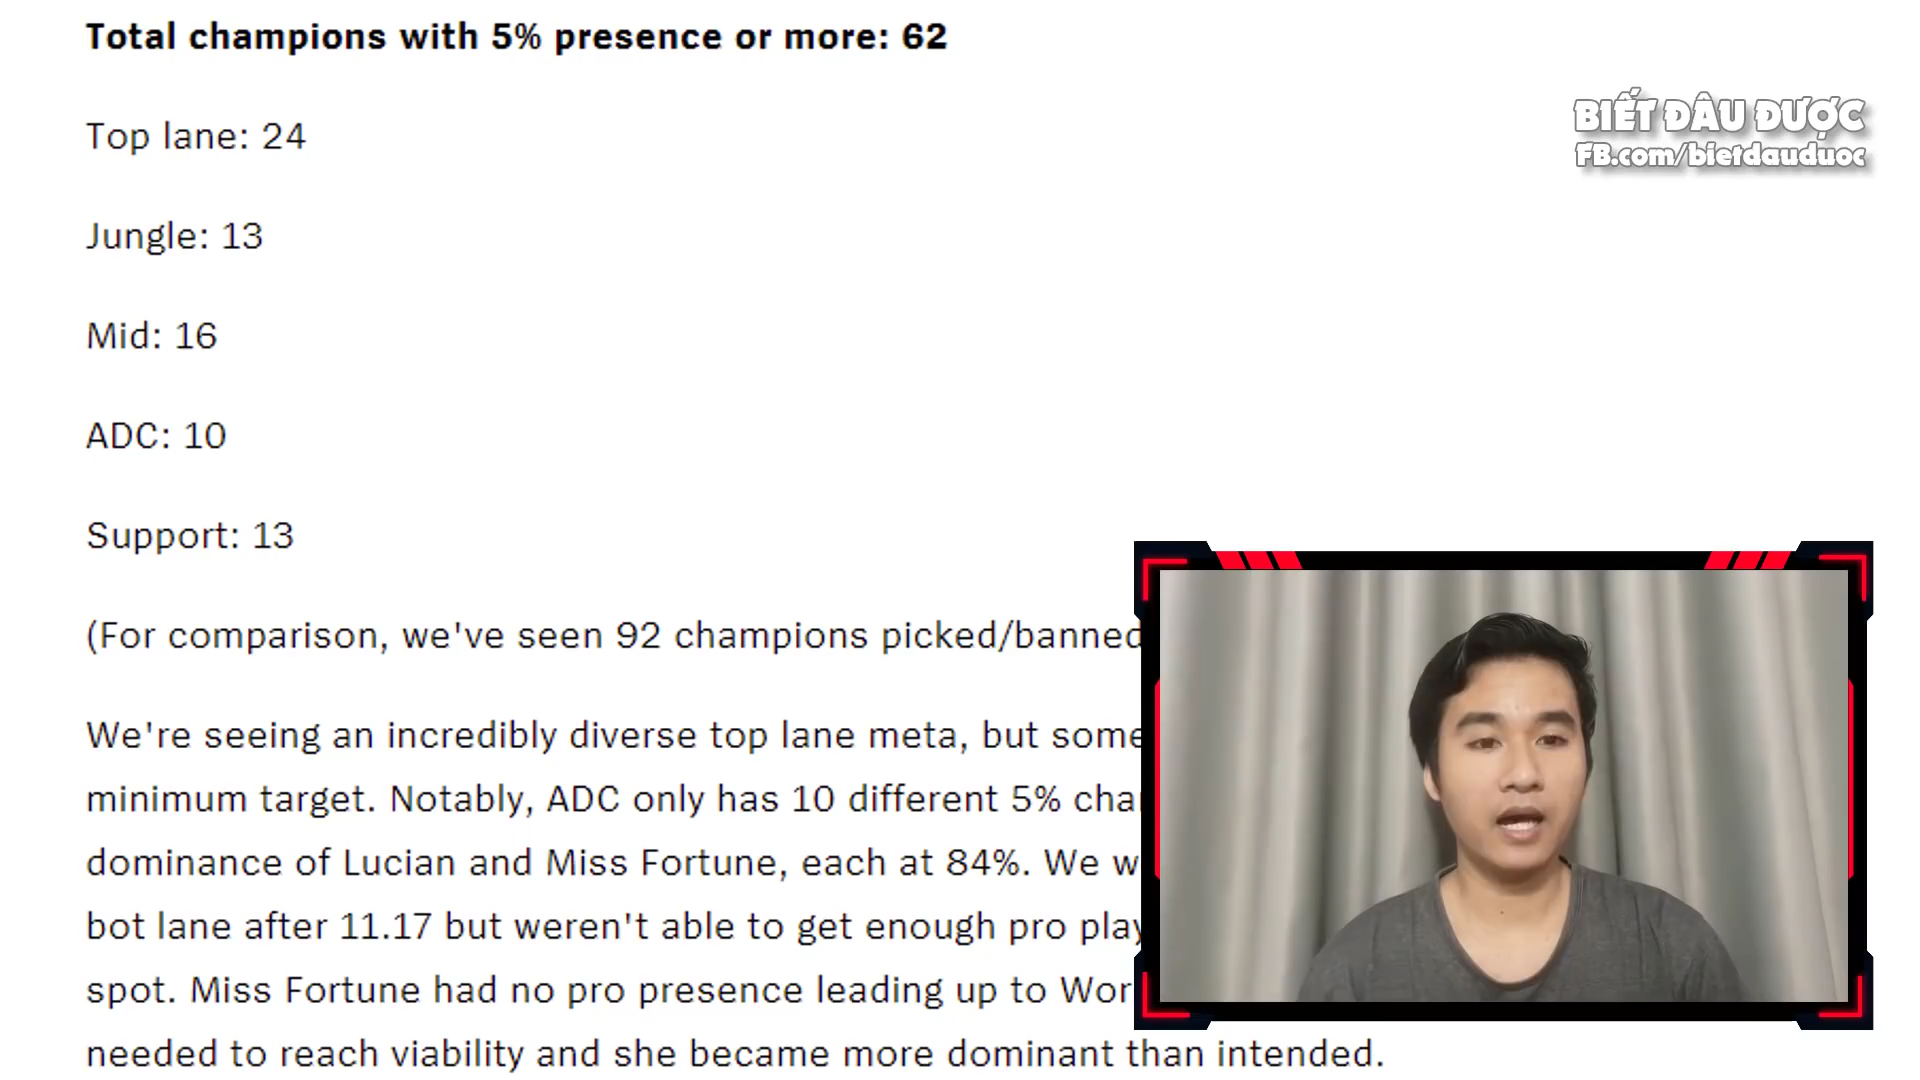 Total champions with 5% presence or more: 62
BIẾT ĐÂU ĐƯỢC
FB.com/bietdauduoc
Top lane: 24
Jungle: 13
Mid: 16
ADC: 10
Support: 13
(For comparison, we've seen 92 champions picked/banned
We're seeing an incredibly diverse top lane meta, but some
minimum target. Notably, ADC only has 10 different 5%
dominance of Lucian and Miss Fortune, each at 84%. We
bot lane after 11.17 but weren't able to get enough pro
spot. Miss Fortune had no pro presence leading up to
needed to reach viability and she became more dominant than intended.